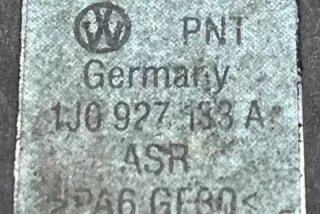 PNT
Germany
1J0 927 133 A
ASR
>PA6 GF30<